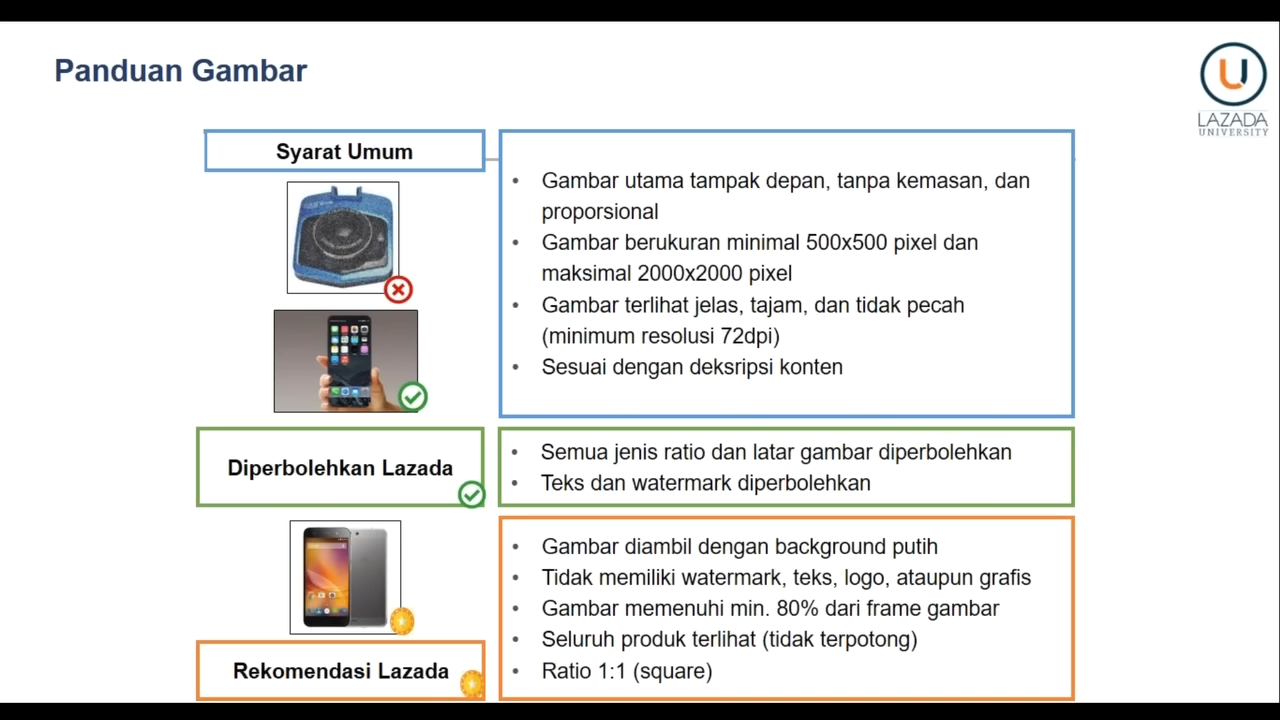 Panduan Gambar
LAZADA
UNIVERSITY
Syarat Umum
• Gambar utama tampak depan, tanpa kemasan, dan
proporsional
• Gambar berukuran minimal 500x500 pixel dan
maksimal 2000x2000 pixel
• Gambar terlihat jelas, tajam, dan tidak pecah
(minimum resolusi 72dpi)
• Sesuai dengan deksripsi konten
Diperbolehkan Lazada
• Semua jenis ratio dan latar gambar diperbolehkan
• Teks dan watermark diperbolehkan
Rekomendasi Lazada
• Gambar diambil dengan background putih
• Tidak memiliki watermark, teks, logo, ataupun grafis
• Gambar memenuhi min. 80% dari frame gambar
• Seluruh produk terlihat (tidak terpotong)
• Ratio 1:1 (square)